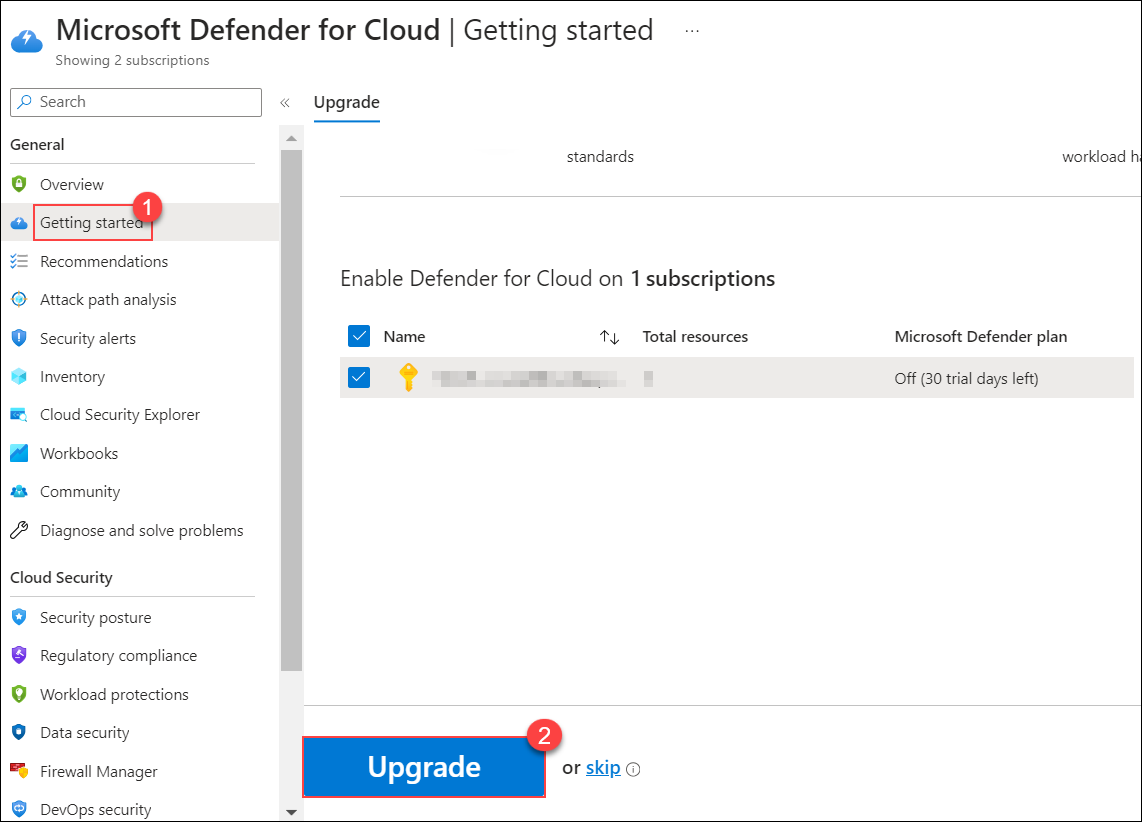 Microsoft Defender for Cloud | Getting started ...
Showing 2 subscriptions
Search
«
General
Overview
Getting started
1
Recommendations
Attack path analysis
Security alerts
Inventory
Cloud Security Explorer
Workbooks
Community
Diagnose and solve problems
Cloud Security
Security posture
Regulatory compliance
Workload protections
Data security
Firewall Manager
DevOps security
Upgrade
standards
workload ha
Enable Defender for Cloud on 1 subscriptions
Name ↑↓ Total resources Microsoft Defender plan
Off (30 trial days left)
2
Upgrade or skip